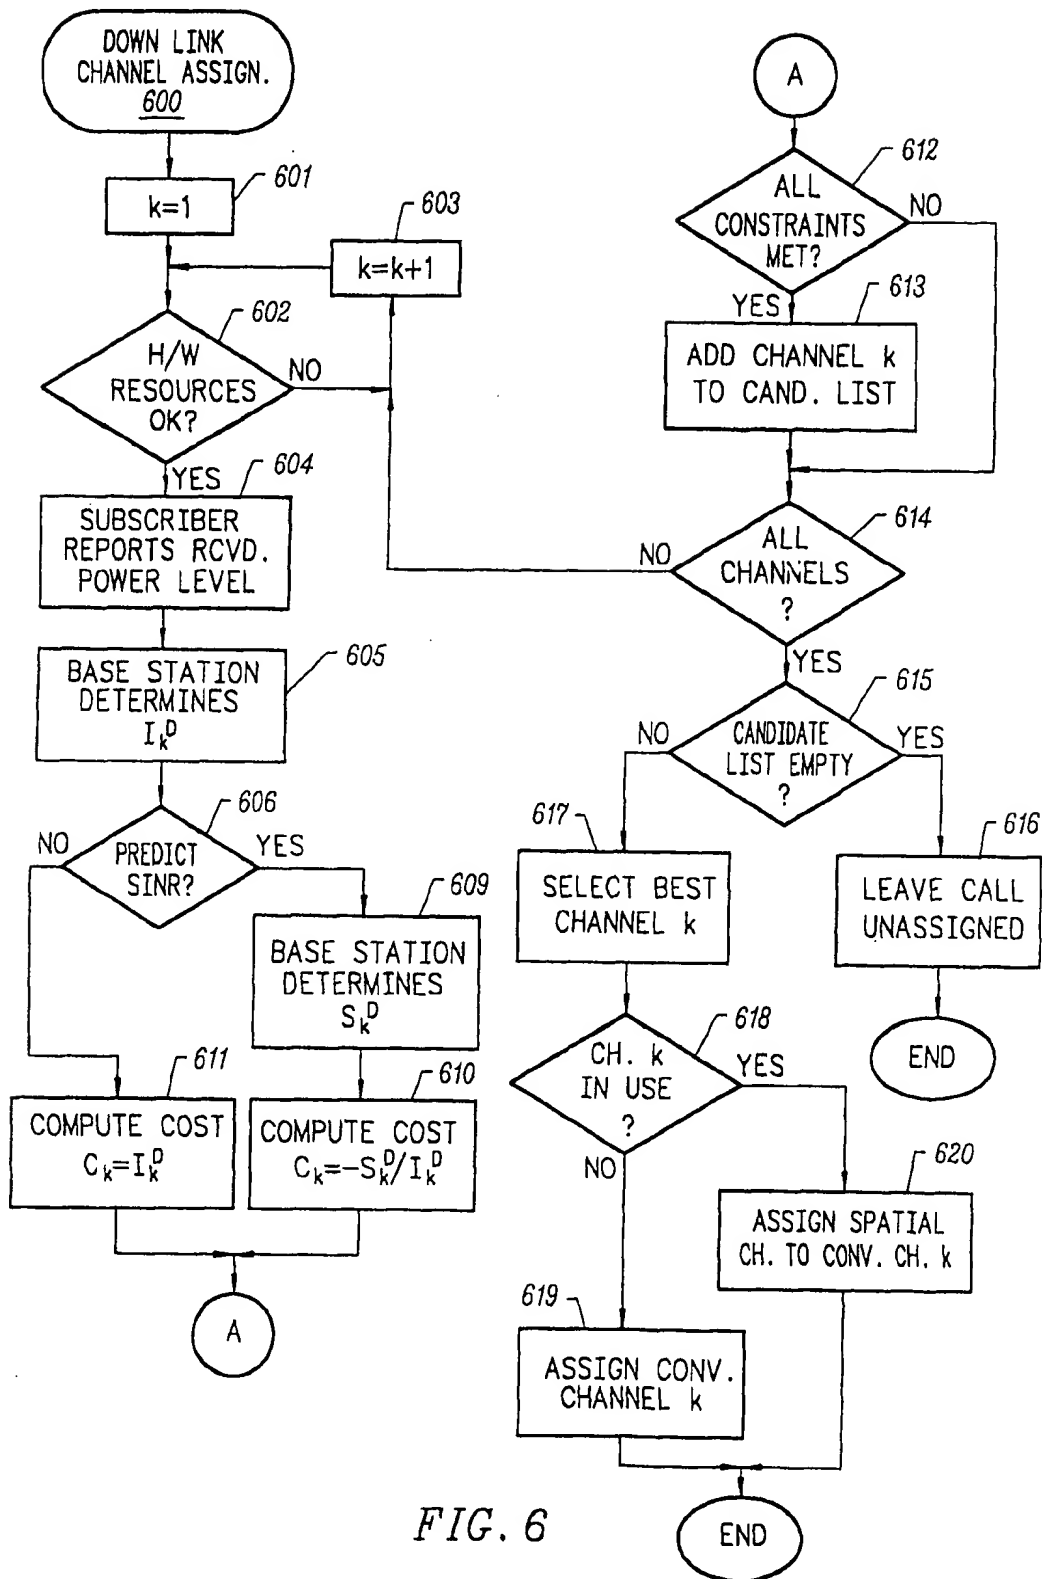 DOWN LINK
CHANNEL ASSIGN.
600
601
k=1
603
k=k+1
602
H/W
RESOURCES
OK?
NO
YES
604
SUBSCRIBER
REPORTS RCVD.
POWER LEVEL
605
BASE STATION
DETERMINES
I_k^D
606
PREDICT
SINR?
NO
YES
609
BASE STATION
DETERMINES
S_k^D
611
COMPUTE COST
C_k=I_k^D
610
COMPUTE COST
C_k=-S_k^D/I_k^D
A
A
612
ALL
CONSTRAINTS
MET?
NO
YES
613
ADD CHANNEL k
TO CAND. LIST
614
ALL
CHANNELS
?
NO
YES
615
CANDIDATE
LIST EMPTY
?
NO
YES
617
SELECT BEST
CHANNEL k
616
LEAVE CALL
UNASSIGNED
END
618
CH. k
IN USE
?
YES
NO
620
ASSIGN SPATIAL
CH. TO CONV. CH. k
619
ASSIGN CONV.
CHANNEL k
END
FIG. 6